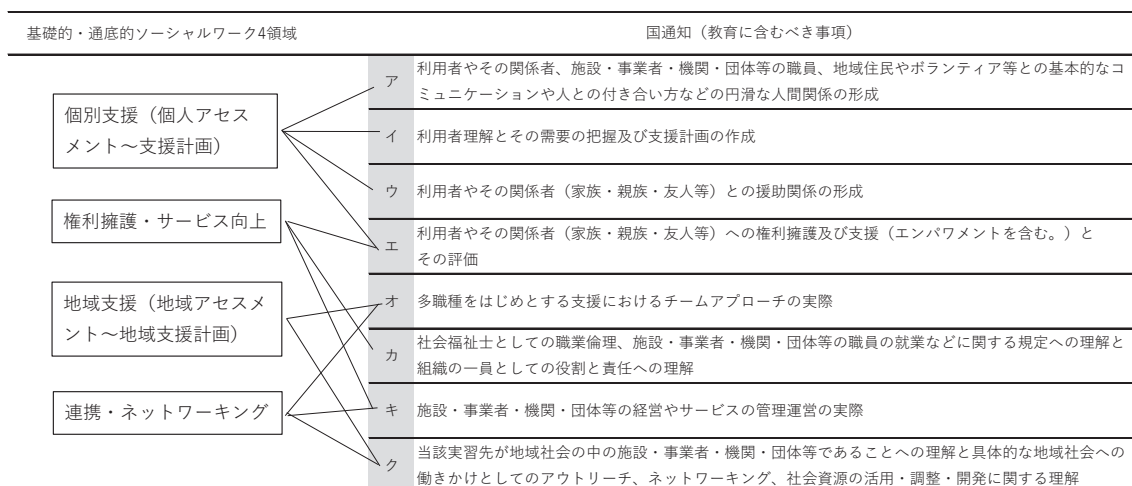 基礎的・通底的ソーシャルワーク4領域
国通知（教育に含むべき事項）
個別支援（個人アセス
メント～支援計画）
権利擁護・サービス向上
地域支援（地域アセスメ
ント～地域支援計画）
連携・ネットワーキング
ア
利用者やその関係者、施設・事業者・機関・団体等の職員、地域住民やボランティア等との基本的なコ
ミュニケーションや人との付き合い方などの円滑な人間関係の形成
イ
利用者理解とその需要の把握及び支援計画の作成
ウ
利用者やその関係者（家族・親族・友人等）との援助関係の形成
エ
利用者やその関係者（家族・親族・友人等）への権利擁護及び支援（エンパワメントを含む。）と
その評価
オ
多職種をはじめとする支援におけるチームアプローチの実際
カ
社会福祉士としての職業倫理、施設・事業者・機関・団体等の職員の就業などに関する規定への理解と
組織の一員としての役割と責任への理解
キ
施設・事業者・機関・団体等の経営やサービスの管理運営の実際
ク
当該実習先が地域社会の中の施設・事業者・機関・団体等であることへの理解と具体的な地域社会への
働きかけとしてのアウトリーチ、ネットワーキング、社会資源の活用・調整・開発に関する理解